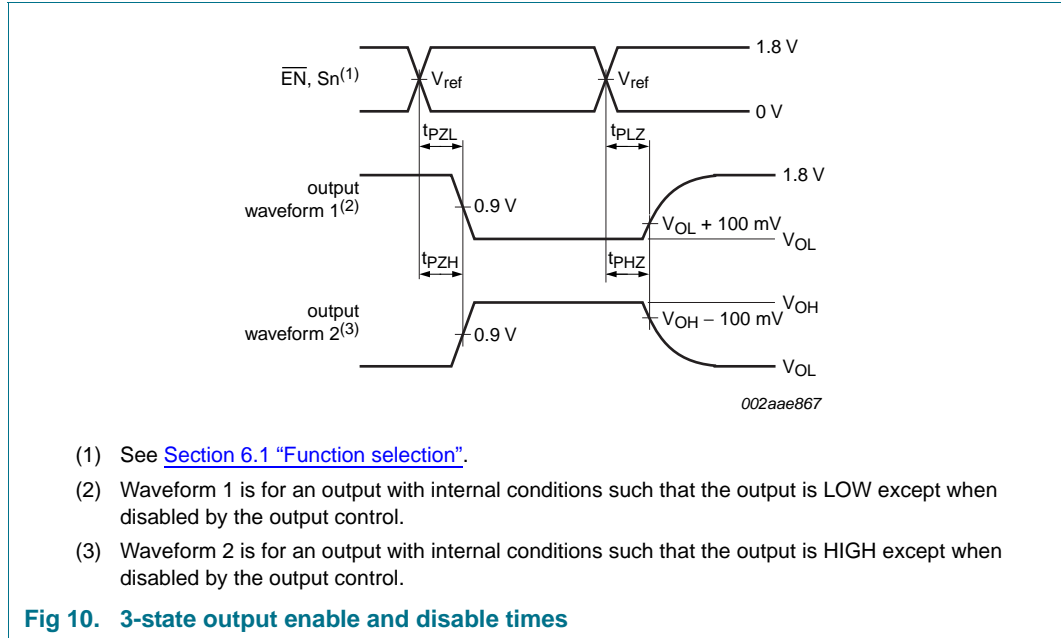 1.8 V
EN, Sn(1)
Vref
Vref
0 V
tPZL
tPLZ
1.8 V
output
waveform 1(2)
0.9 V
VOL + 100 mV
VOL
tPZH
tPHZ
VOH
output
waveform 2(3)
VOH − 100 mV
0.9 V
VOL
002aae867
(1) See Section 6.1 “Function selection”.
(2) Waveform 1 is for an output with internal conditions such that the output is LOW except when
disabled by the output control.
(3) Waveform 2 is for an output with internal conditions such that the output is HIGH except when
disabled by the output control.
Fig 10. 3-state output enable and disable times